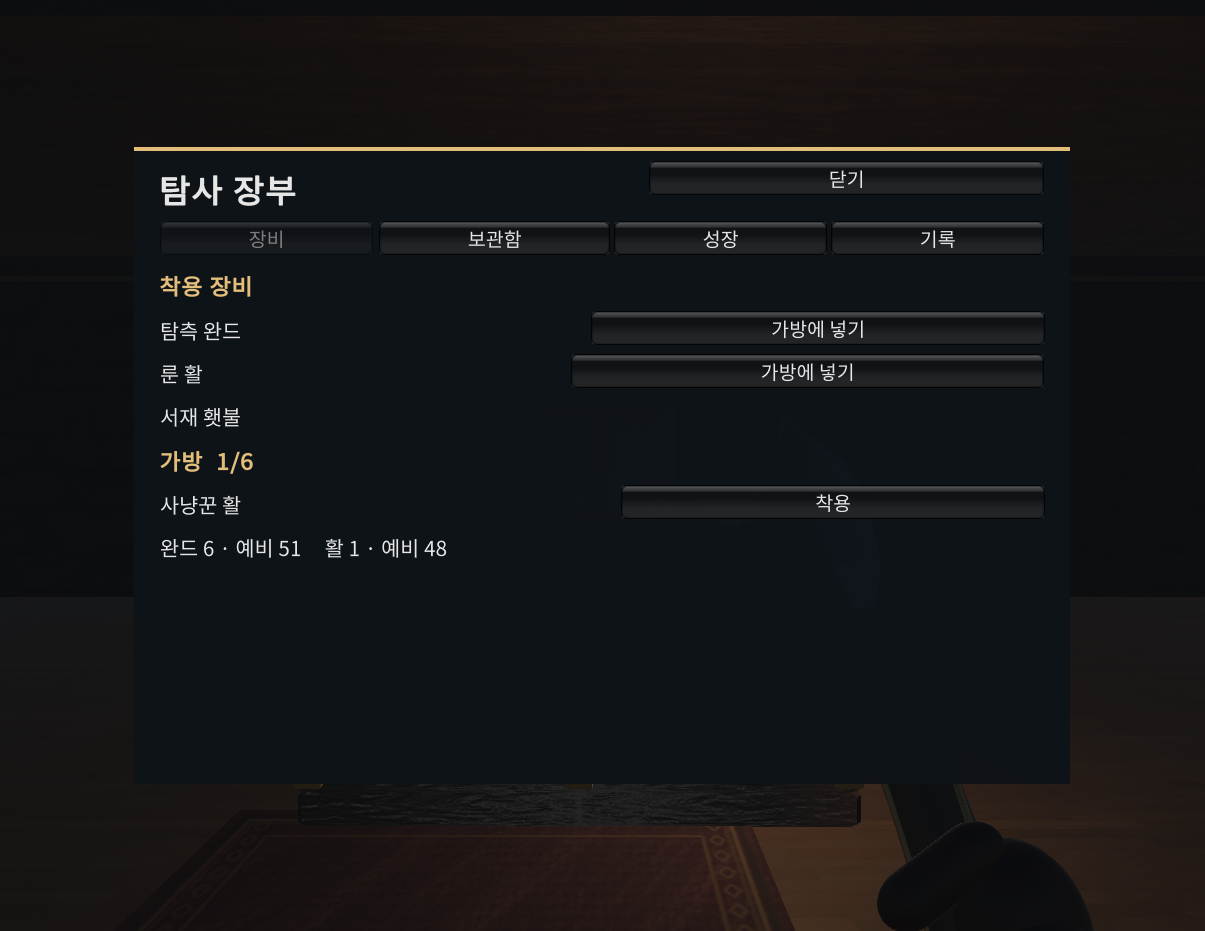 탐사 장부 닫기
장비 보관함 성장 기록
착용 장비
탐측 완드 가방에 넣기
룬 활 가방에 넣기
서재 횃불
가방 1/6
사냥꾼 활 착용
완드 6 · 예비 51 활 1 · 예비 48